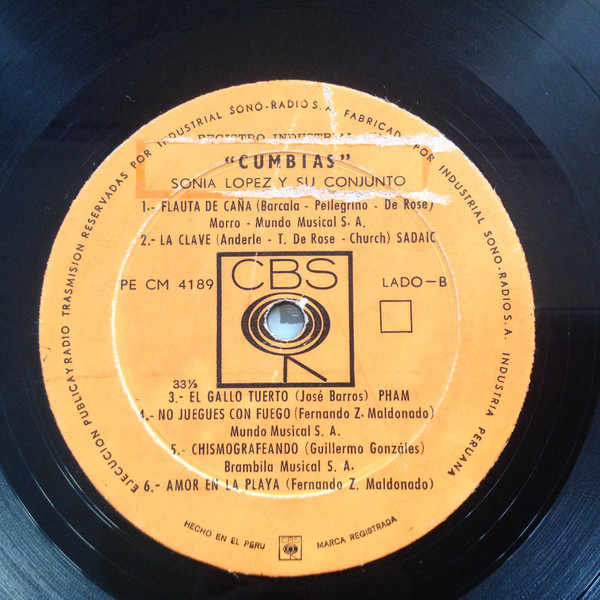 EJECUCION PUBLICA Y RADIO TRASMISION RESERVADAS POR INDUSTRIAL SONO-RADIO S.A. FABRICADO POR INDUSTRIAL SONO-RADIO S.A. INDUSTRIA PERUANA
REGISTRO INDUSTRIAL
"CUMBIAS"
SONIA LOPEZ Y SU CONJUNTO
1.- FLAUTA DE CAÑA (Barcala - Pellegrino - De Rose)
Morro - Mundo Musical S. A.
2.- LA CLAVE (Anderle - T. De Rose - Church) SADAIC
PE CM 4189
CBS
LADO-B
33⅓
3.- EL GALLO TUERTO (José Barros) PHAM
4.- NO JUEGUES CON FUEGO (Fernando Z. Maldonado)
Mundo Musical S. A.
5.- CHISMOGRAFEANDO (Guillermo Gonzáles)
Brambila Musical S. A.
6.- AMOR EN LA PLAYA (Fernando Z. Maldonado)
HECHO EN EL PERU
CBS
MARCA REGISTRADA